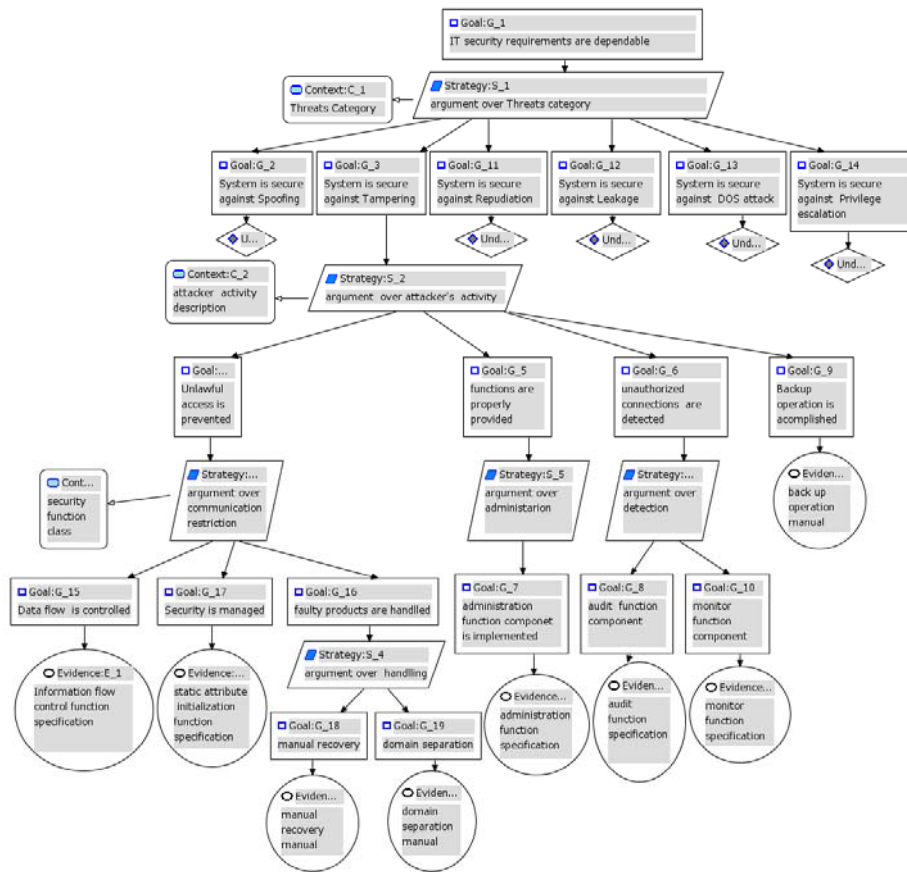 Goal:G_1
IT security requirements are dependable
Context:C_1
Threats Category
Strategy:S_1
argument over Threats category
Goal:G_2
System is secure
against Spoofing
Goal:G_3
System is secure
against Tampering
Goal:G_11
System is secure
against Repudiation
Goal:G_12
System is secure
against Leakage
Goal:G_13
System is secure
against DOS attack
Goal:G_14
System is secure
against Privilege
escalation
U...
Und...
Und...
Und...
Und...
Context:C_2
attacker activity
description
Strategy:S_2
argument over attacker's activity
Goal:...
Unlawful
access is
prevented
Goal:G_5
functions are
properly
provided
Goal:G_6
unauthorized
connections are
detected
Goal:G_9
Backup
operation is
acomplished
Cont...
security
function
class
Strategy:...
argument over
communication
restriction
Strategy:S_5
argument over
administarion
Strategy:...
argument over
detection
Eviden...
back up
operation
manual
Goal:G_15
Data flow is controlled
Goal:G_17
Security is managed
Goal:G_16
faulty products are handlled
Goal:G_7
administration
function componet
is implemented
Goal:G_8
audit function
component
Goal:G_10
monitor
function
component
Evidence:E_1
Information flow
control function
specification
Evidence:...
static attribute
initialization
function
specification
Strategy:S_4
argument over handlling
Evidence...
administration
function
specification
Eviden...
audit
function
specification
Evidence...
monitor
function
specification
Goal:G_18
manual recovery
Goal:G_19
domain separation
Eviden...
manual
recovery
manual
Eviden...
domain
separation
manual